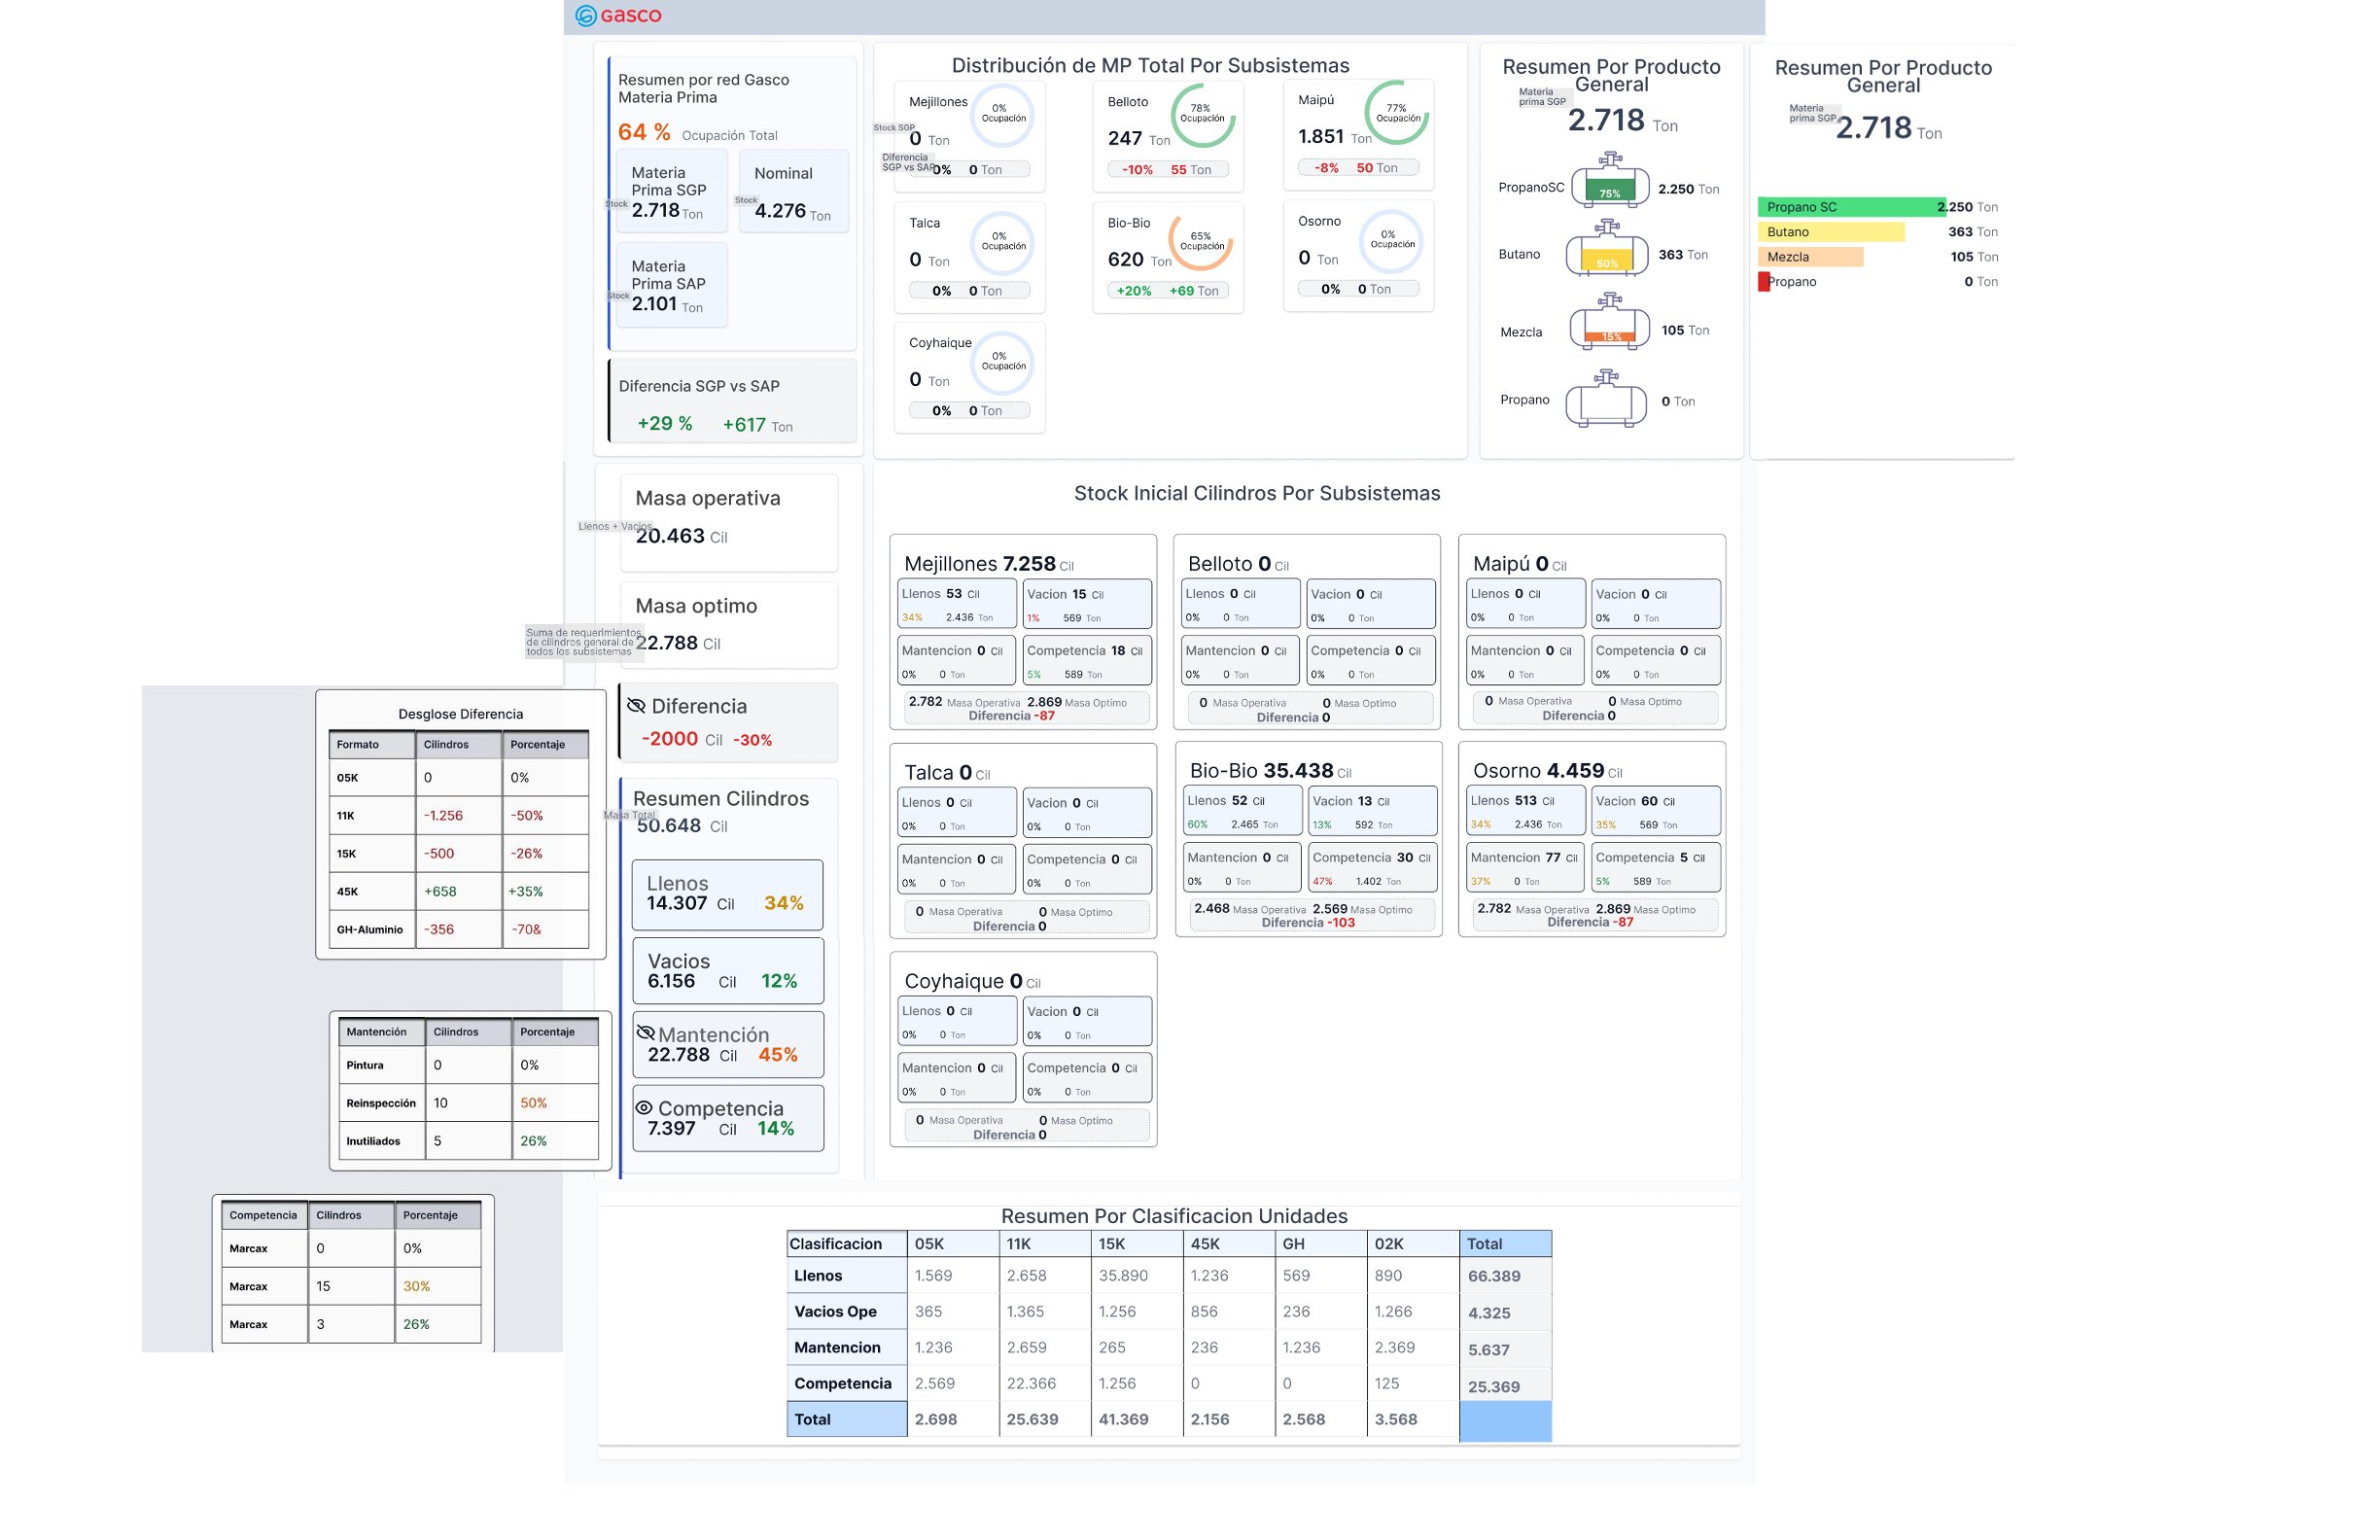 GASCO
Resumen por red Gasco
Materia Prima
64 % Ocupación Total
Materia
Prima SGP
Stock
2.718 Ton
Nominal
Stock
4.276 Ton
Materia
Prima SAP
Stock
2.101 Ton
Diferencia SGP vs SAP
+29 % +617 Ton
Distribución de MP Total Por Subsistemas
Mejillones
0%
Ocupación
Stock SGP
0 Ton
Diferencia
SGP vs SAP
0% 0 Ton
Belloto
78%
Ocupación
247 Ton
-10% 55 Ton
Maipú
77%
Ocupación
1.851 Ton
-8% 50 Ton
Talca
0%
Ocupación
0 Ton
0% 0 Ton
Bio-Bio
65%
Ocupación
620 Ton
+20% +69 Ton
Osorno
0%
Ocupación
0 Ton
0% 0 Ton
Coyhaique
0%
Ocupación
0 Ton
0% 0 Ton
Resumen Por Producto
General
Materia
prima SGP
2.718 Ton
PropanoSC 75% 2.250 Ton
Butano 50% 363 Ton
Mezcla 15% 105 Ton
Propano 0 Ton
Resumen Por Producto
General
Materia
prima SGP
2.718 Ton
Propano SC 2.250 Ton
Butano 363 Ton
Mezcla 105 Ton
Propano 0 Ton
Masa operativa
Llenos + Vacios
20.463 Cil
Masa optimo
Suma de requerimientos
de cilindros general de
todos los subsistemas
22.788 Cil
Diferencia
-2000 Cil -30%
Resumen Cilindros
Masa Total
50.648 Cil
Llenos
14.307 Cil 34%
Vacios
6.156 Cil 12%
Mantención
22.788 Cil 45%
Competencia
7.397 Cil 14%
Desglose Diferencia
Formato Cilindros Porcentaje
05K 0 0%
11K -1.256 -50%
15K -500 -26%
45K +658 +35%
GH-Aluminio -356 -70&
Mantención Cilindros Porcentaje
Pintura 0 0%
Reinspección 10 50%
Inutiliados 5 26%
Competencia Cilindros Porcentaje
Marcax 0 0%
Marcax 15 30%
Marcax 3 26%
Stock Inicial Cilindros Por Subsistemas
Mejillones 7.258 Cil
Llenos 53 Cil
34% 2.436 Ton
Vacion 15 Cil
1% 569 Ton
Mantencion 0 Cil
0% 0 Ton
Competencia 18 Cil
5% 589 Ton
2.782 Masa Operativa 2.869 Masa Optimo
Diferencia -87
Belloto 0 Cil
Llenos 0 Cil
0% 0 Ton
Vacion 0 Cil
0% 0 Ton
Mantencion 0 Cil
0% 0 Ton
Competencia 0 Cil
0% 0 Ton
0 Masa Operativa 0 Masa Optimo
Diferencia 0
Maipú 0 Cil
Llenos 0 Cil
0% 0 Ton
Vacion 0 Cil
0% 0 Ton
Mantencion 0 Cil
0% 0 Ton
Competencia 0 Cil
0% 0 Ton
0 Masa Operativa 0 Masa Optimo
Diferencia 0
Talca 0 Cil
Llenos 0 Cil
0% 0 Ton
Vacion 0 Cil
0% 0 Ton
Mantencion 0 Cil
0% 0 Ton
Competencia 0 Cil
0% 0 Ton
0 Masa Operativa 0 Masa Optimo
Diferencia 0
Bio-Bio 35.438 Cil
Llenos 52 Cil
60% 2.465 Ton
Vacion 13 Cil
13% 592 Ton
Mantencion 0 Cil
0% 0 Ton
Competencia 30 Cil
47% 1.402 Ton
2.468 Masa Operativa 2.569 Masa Optimo
Diferencia -103
Osorno 4.459 Cil
Llenos 513 Cil
34% 2.436 Ton
Vacion 60 Cil
35% 569 Ton
Mantencion 77 Cil
37% 0 Ton
Competencia 5 Cil
5% 589 Ton
2.782 Masa Operativa 2.869 Masa Optimo
Diferencia -87
Coyhaique 0 Cil
Llenos 0 Cil
0% 0 Ton
Vacion 0 Cil
0% 0 Ton
Mantencion 0 Cil
0% 0 Ton
Competencia 0 Cil
0% 0 Ton
0 Masa Operativa 0 Masa Optimo
Diferencia 0
Resumen Por Clasificacion Unidades
Clasificacion 05K 11K 15K 45K GH 02K Total
Llenos 1.569 2.658 35.890 1.236 569 890 66.389
Vacios Ope 365 1.365 1.256 856 236 1.266 4.325
Mantencion 1.236 2.659 265 236 1.236 2.369 5.637
Competencia 2.569 22.366 1.256 0 0 125 25.369
Total 2.698 25.639 41.369 2.156 2.568 3.568